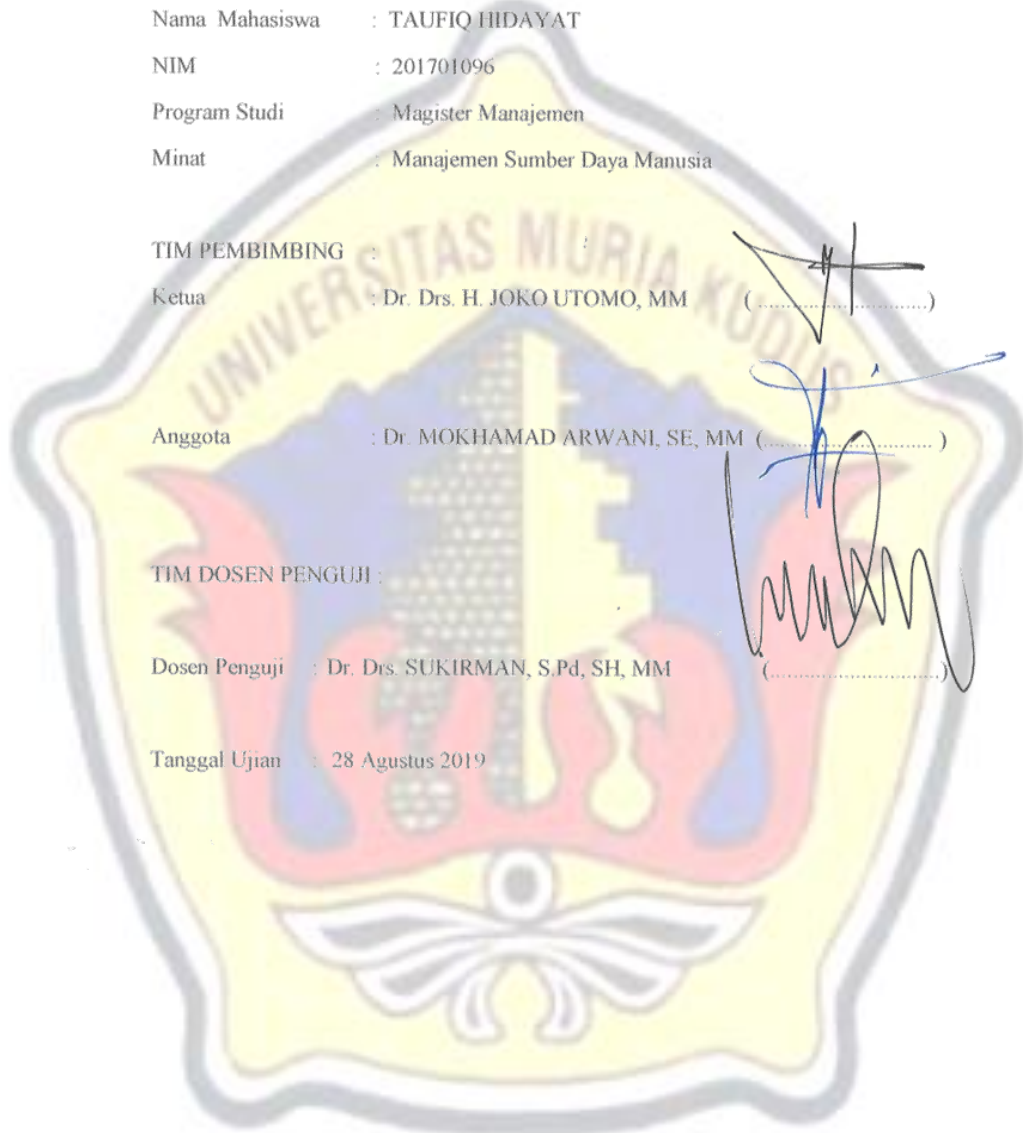 Nama Mahasiswa : TAUFIQ HIDAYAT
NIM : 201701096
Program Studi : Magister Manajemen
Minat : Manajemen Sumber Daya Manusia
UNIVERSITAS MURIA KUDUS
TIM PEMBIMBING :
Ketua : Dr. Drs. H. JOKO UTOMO, MM (..............................)
Anggota : Dr. MOKHAMAD ARWANI, SE, MM (.............................. )
TIM DOSEN PENGUJI :
Dosen Penguji : Dr. Drs. SUKIRMAN, S.Pd, SH, MM (..............................)
Tanggal Ujian : 28 Agustus 2019